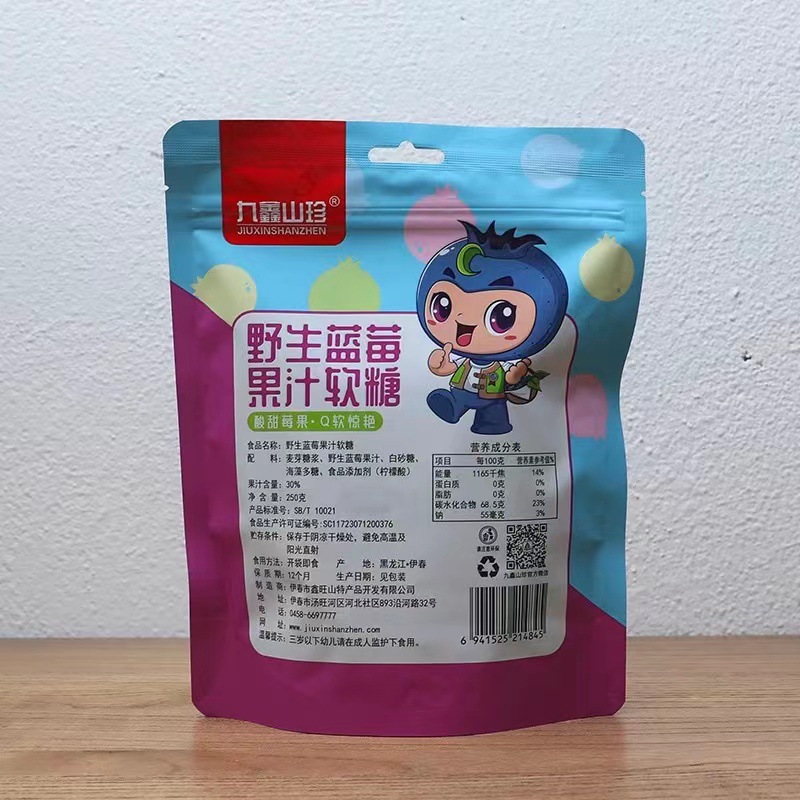 九鑫山珍®
JIUXINSHANZHEN
野生蓝莓
果汁软糖
酸甜莓果·Q软惊艳
食品名称：野生蓝莓果汁软糖
配 料：麦芽糖浆、野生蓝莓果汁、白砂糖、
海藻多糖、食品添加剂（柠檬酸）
果汁含量：30%
净 含 量：250克
产品标准号：SB/T 10021
食品生产许可证编号：SC11723071200376
贮存条件：保存于阴凉干燥处，避免高温及
阳光直射
食用方法：开袋即食 产 地：黑龙江·伊春
保 质 期：12个月 生产日期：见包装
制 造 商：伊春市鑫旺山特产品开发有限公司
地 址：伊春市汤旺河区河北社区893沿河路32号
电 话：0458-6697777
网 址：www.jiuxinshanzhen.com
温馨提示：三岁以下幼儿请在成人监护下食用。
营养成分表
项目 每100克 营养素参考值%
能量 1165千焦 14%
蛋白质 0克 0%
脂肪 0克 0%
碳水化合物 68.5克 23%
钠 55毫克 3%
九鑫山珍官方微信
6 941525 214845